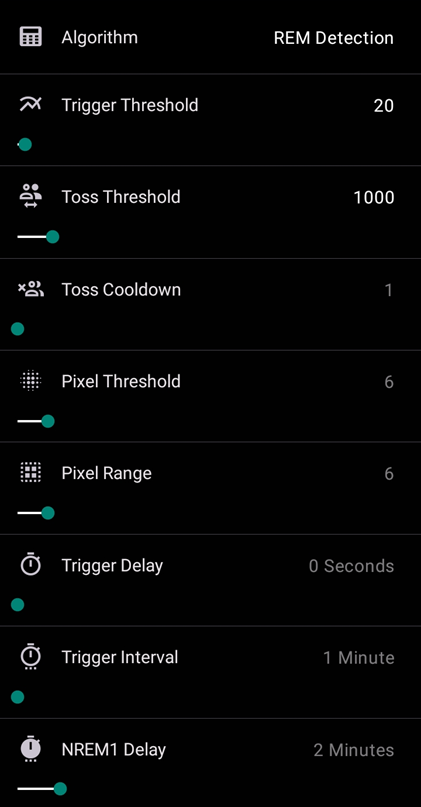 Algorithm REM Detection
Trigger Threshold 20
Toss Threshold 1000
Toss Cooldown 1
Pixel Threshold 6
Pixel Range 6
Trigger Delay 0 Seconds
Trigger Interval 1 Minute
NREM1 Delay 2 Minutes